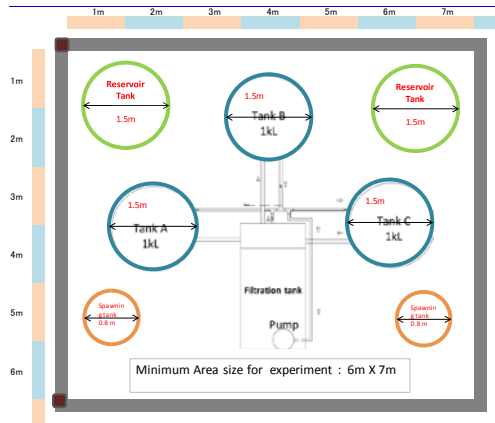 1m 2m 3m 4m 5m 6m 7m
1m
2m
3m
4m
5m
6m
Reservoir
Tank
1.5m
1.5m
Tank B
1kL
Reservoir
Tank
1.5m
1.5m
Tank A
1kL
1.5m
Tank C
1kL
Filtration tank
Pump
Spawnin
g tank
0.8 m
Spawnin
g tank
0.8 m
Minimum Area size for experiment : 6m X 7m